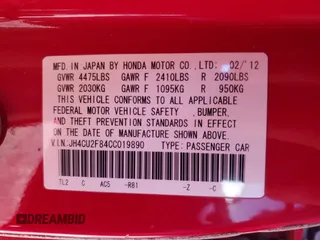 MFD. IN JAPAN BY HONDA MOTOR CO.,LTD: 02/'12
GVWR 4475LBS GAWR F 2410LBS R 2090LBS
GVWR 2030KG GAWR F 1095KG R 950KG
THIS VEHICLE CONFORMS TO ALL APPLICABLE
FEDERAL MOTOR VEHICLE SAFETY ,BUMPER,
AND THEFT PREVENTION STANDARDS IN EFFECT
ON THE DATE OF MANUFACTURE SHOWN ABOVE.
V.I.N:JH4CU2F84CC019890 TYPE: PASSENGER CAR
TL2 C AC5 -R81 -Z -C
DREAMBID